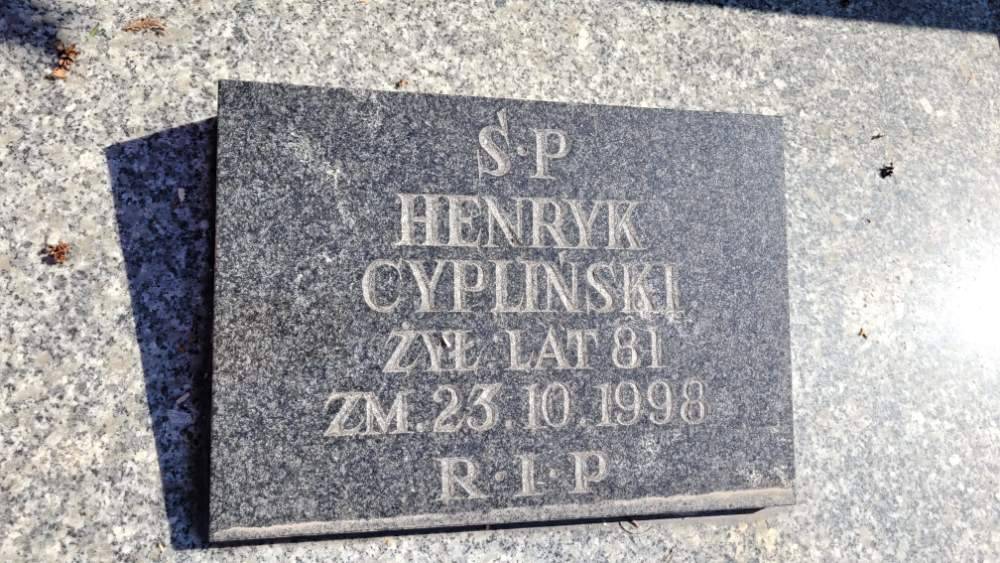 Ś·P
HENRYK
CYPLIŃSKI
ŻYŁ LAT 81
ZM.23.10.1998
R·I·P